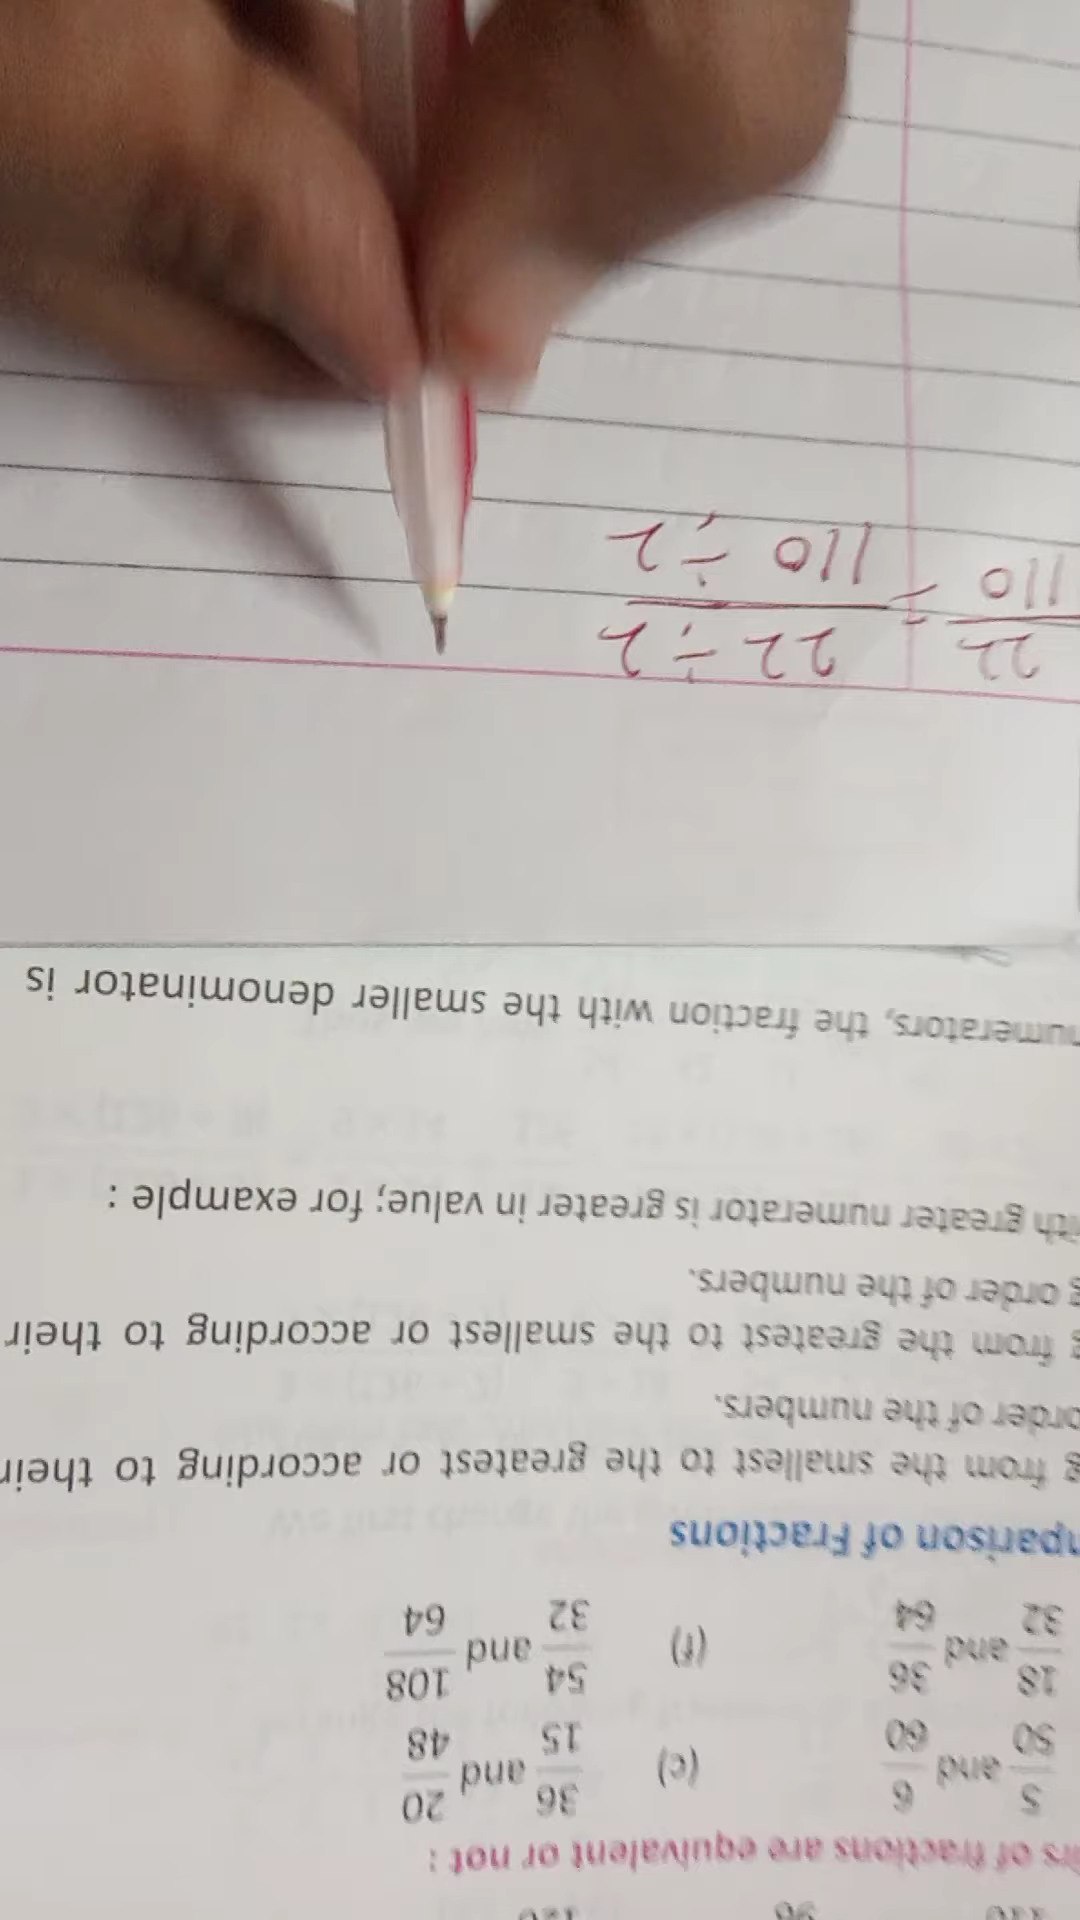 of fractions are equivalent or not :
5/50 and 6/60 (c) 36/15 and 20/48
18/32 and 36/64 (f) 54/32 and 108/64
parison of Fractions
g from the smallest to the greatest or according to their
order of the numbers.
g from the greatest to the smallest or according to their
g order of the numbers.
ith greater numerator is greater in value; for example :
numerators, the fraction with the smaller denominator is
22/110 = 22 ÷ 2/110 ÷ 2